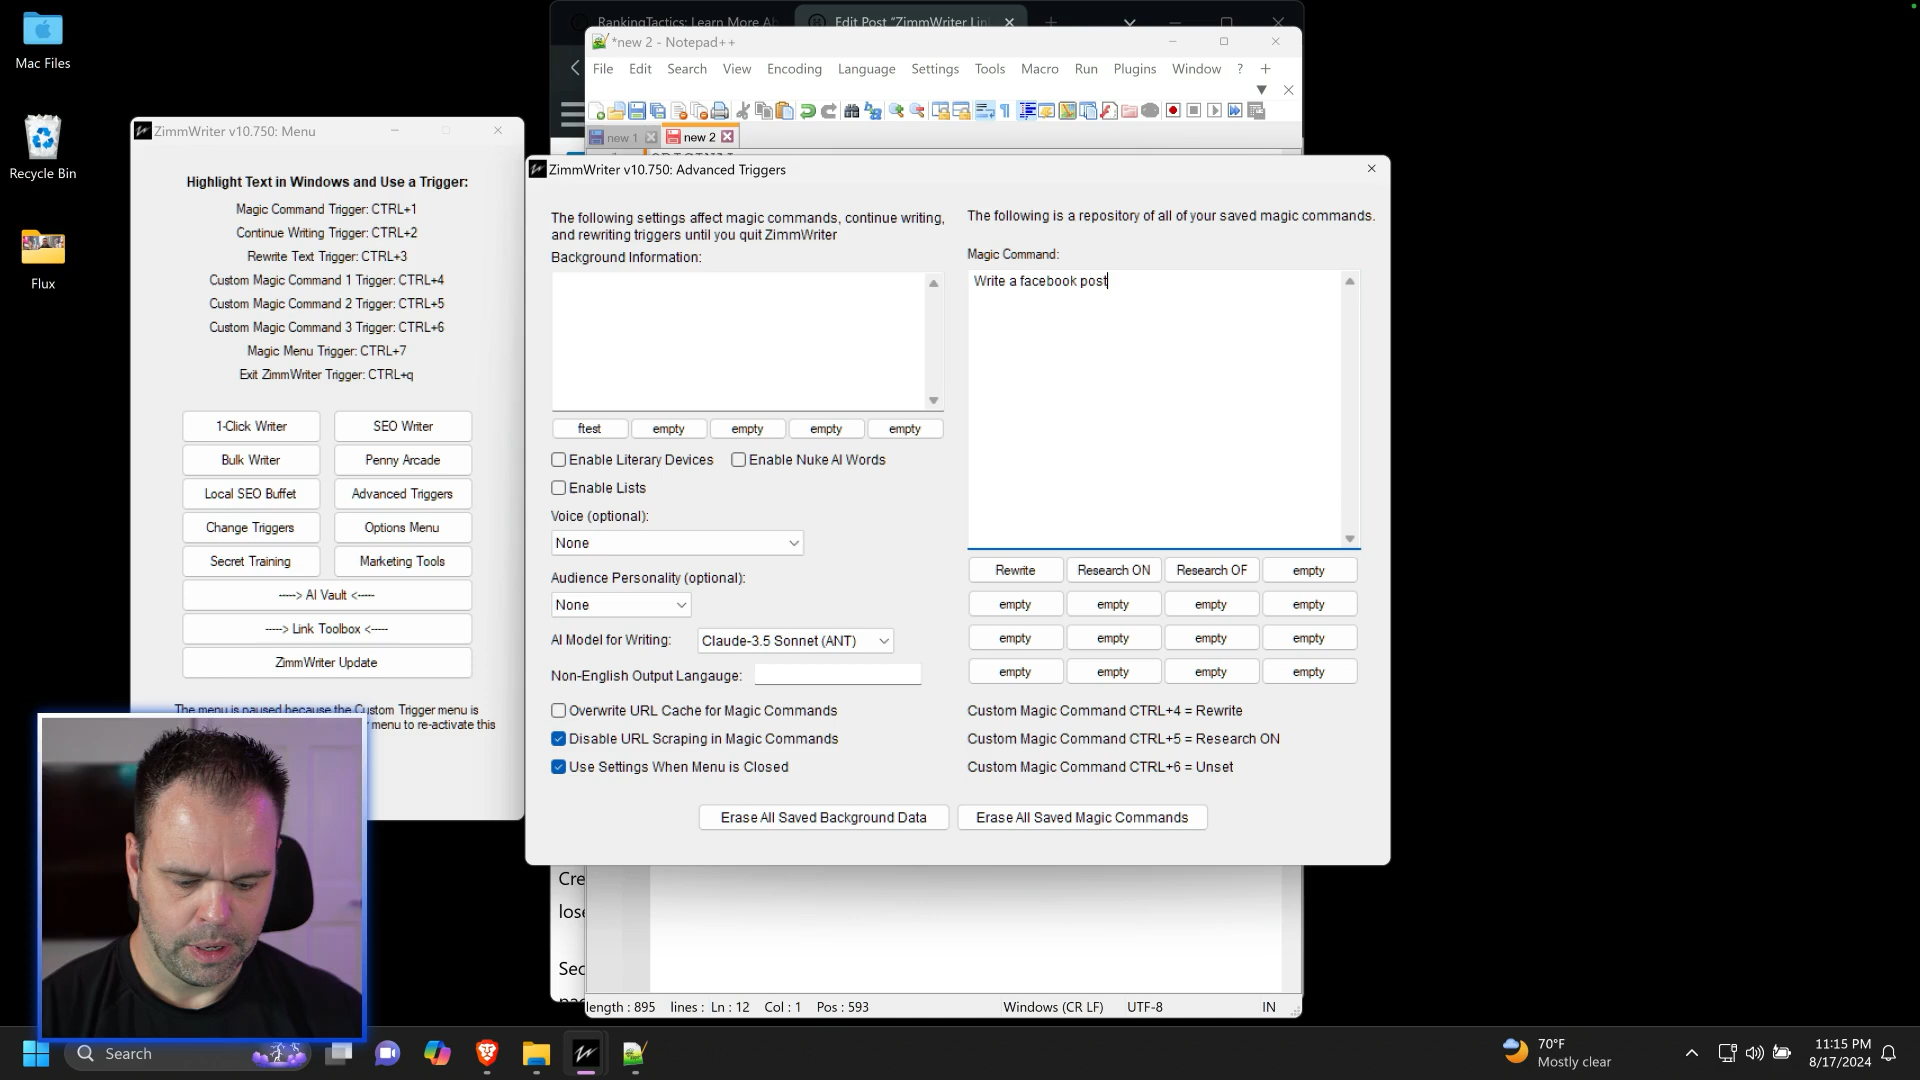 Mac Files
Recycle Bin
Flux
RankingTactics: Learn More Ab
Edit Post "ZimmWriter Lin
*new 2 - Notepad++
File Edit Search View Encoding Language Settings Tools Macro Run Plugins Window ?
new 1
new 2
ZimmWriter v10.750: Menu
Highlight Text in Windows and Use a Trigger:
Magic Command Trigger: CTRL+1
Continue Writing Trigger: CTRL+2
Rewrite Text Trigger: CTRL+3
Custom Magic Command 1 Trigger: CTRL+4
Custom Magic Command 2 Trigger: CTRL+5
Custom Magic Command 3 Trigger: CTRL+6
Magic Menu Trigger: CTRL+7
Exit ZimmWriter Trigger: CTRL+q
1-Click Writer SEO Writer
Bulk Writer Penny Arcade
Local SEO Buffet Advanced Triggers
Change Triggers Options Menu
Secret Training Marketing Tools
----> AI Vault <----
----> Link Toolbox <----
ZimmWriter Update
The menu is paused because the Custom Trigger menu is
menu to re-activate this
ZimmWriter v10.750: Advanced Triggers
The following settings affect magic commands, continue writing,
and rewriting triggers until you quit ZimmWriter
Background Information:
ftest empty empty empty empty
Enable Literary Devices Enable Nuke AI Words
Enable Lists
Voice (optional):
None
Audience Personality (optional):
None
AI Model for Writing: Claude-3.5 Sonnet (ANT)
Non-English Output Langauge:
Overwrite URL Cache for Magic Commands
Disable URL Scraping in Magic Commands
Use Settings When Menu is Closed
The following is a repository of all of your saved magic commands.
Magic Command:
Write a facebook post
Rewrite Research ON Research OF empty
empty empty empty empty
empty empty empty empty
empty empty empty empty
Custom Magic Command CTRL+4 = Rewrite
Custom Magic Command CTRL+5 = Research ON
Custom Magic Command CTRL+6 = Unset
Erase All Saved Background Data Erase All Saved Magic Commands
Cre
lose
Sec
length : 895 lines : Ln : 12 Col : 1 Pos : 593 Windows (CR LF) UTF-8 IN
Search
70°F
Mostly clear
11:15 PM
8/17/2024